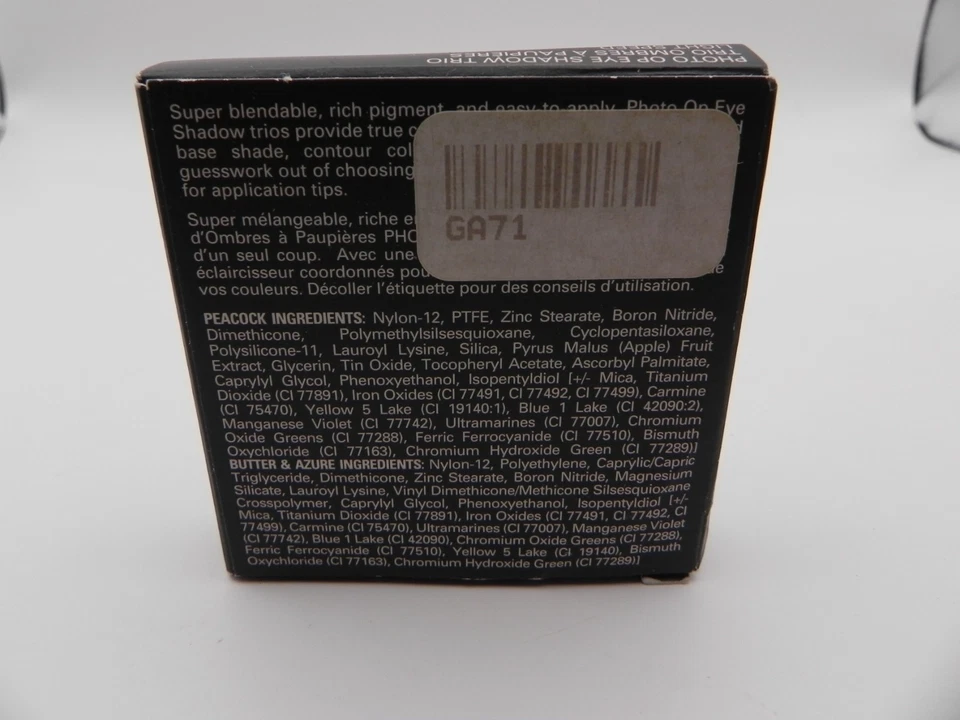 PHOTO OP EYE SHADOW TRIO
TRIO OMBRES À PAUPIÈRES
Super blendable, rich pigment, and easy to apply, Photo Op Eye
Shadow trios provide true
base shade, contour
guesswork out of choosing
for application tips.
Super mélangeable, riche
d'Ombres à Paupières
d'un seul coup. Avec une
éclaircisseur coordonnés
vos couleurs. Décoller l'étiquette pour des conseils d'utilisation.
GA71
PEACOCK INGREDIENTS: Nylon-12, PTFE, Zinc Stearate, Boron Nitride,
Dimethicone, Polymethylsilsesquioxane, Cyclopentasiloxane,
Polysilicone-11, Lauroyl Lysine, Silica, Pyrus Malus (Apple) Fruit
Extract, Glycerin, Tin Oxide, Tocopheryl Acetate, Ascorbyl Palmitate,
Caprylyl Glycol, Phenoxyethanol, Isopentyldiol [+/- Mica, Titanium
Dioxide (CI 77891), Iron Oxides (CI 77491, CI 77492, CI 77499), Carmine
(CI 75470), Yellow 5 Lake (CI 19140:1), Blue 1 Lake (CI 42090:2),
Manganese Violet (CI 77742), Ultramarines (CI 77007), Chromium
Oxide Greens (CI 77288), Ferric Ferrocyanide (CI 77510), Bismuth
Oxychloride (CI 77163), Chromium Hydroxide Green (CI 77289)]
BUTTER & AZURE INGREDIENTS: Nylon-12, Polyethylene, Caprylic/Capric
Triglyceride, Dimethicone, Zinc Stearate, Boron Nitride, Magnesium
Silicate, Lauroyl Lysine, Vinyl Dimethicone/Methicone Silsesquioxane
Crosspolymer, Caprylyl Glycol, Phenoxyethanol, Isopentyldiol [+/-
Mica, Titanium Dioxide (CI 77891), Iron Oxides (CI 77491, CI 77492, CI
77499), Carmine (CI 75470), Ultramarines (CI 77007), Manganese Violet
(CI 77742), Blue 1 Lake (CI 42090), Chromium Oxide Greens (CI 77288),
Ferric Ferrocyanide (CI 77510), Yellow 5 Lake (CI 19140), Bismuth
Oxychloride (CI 77163), Chromium Hydroxide Green (CI 77289)]